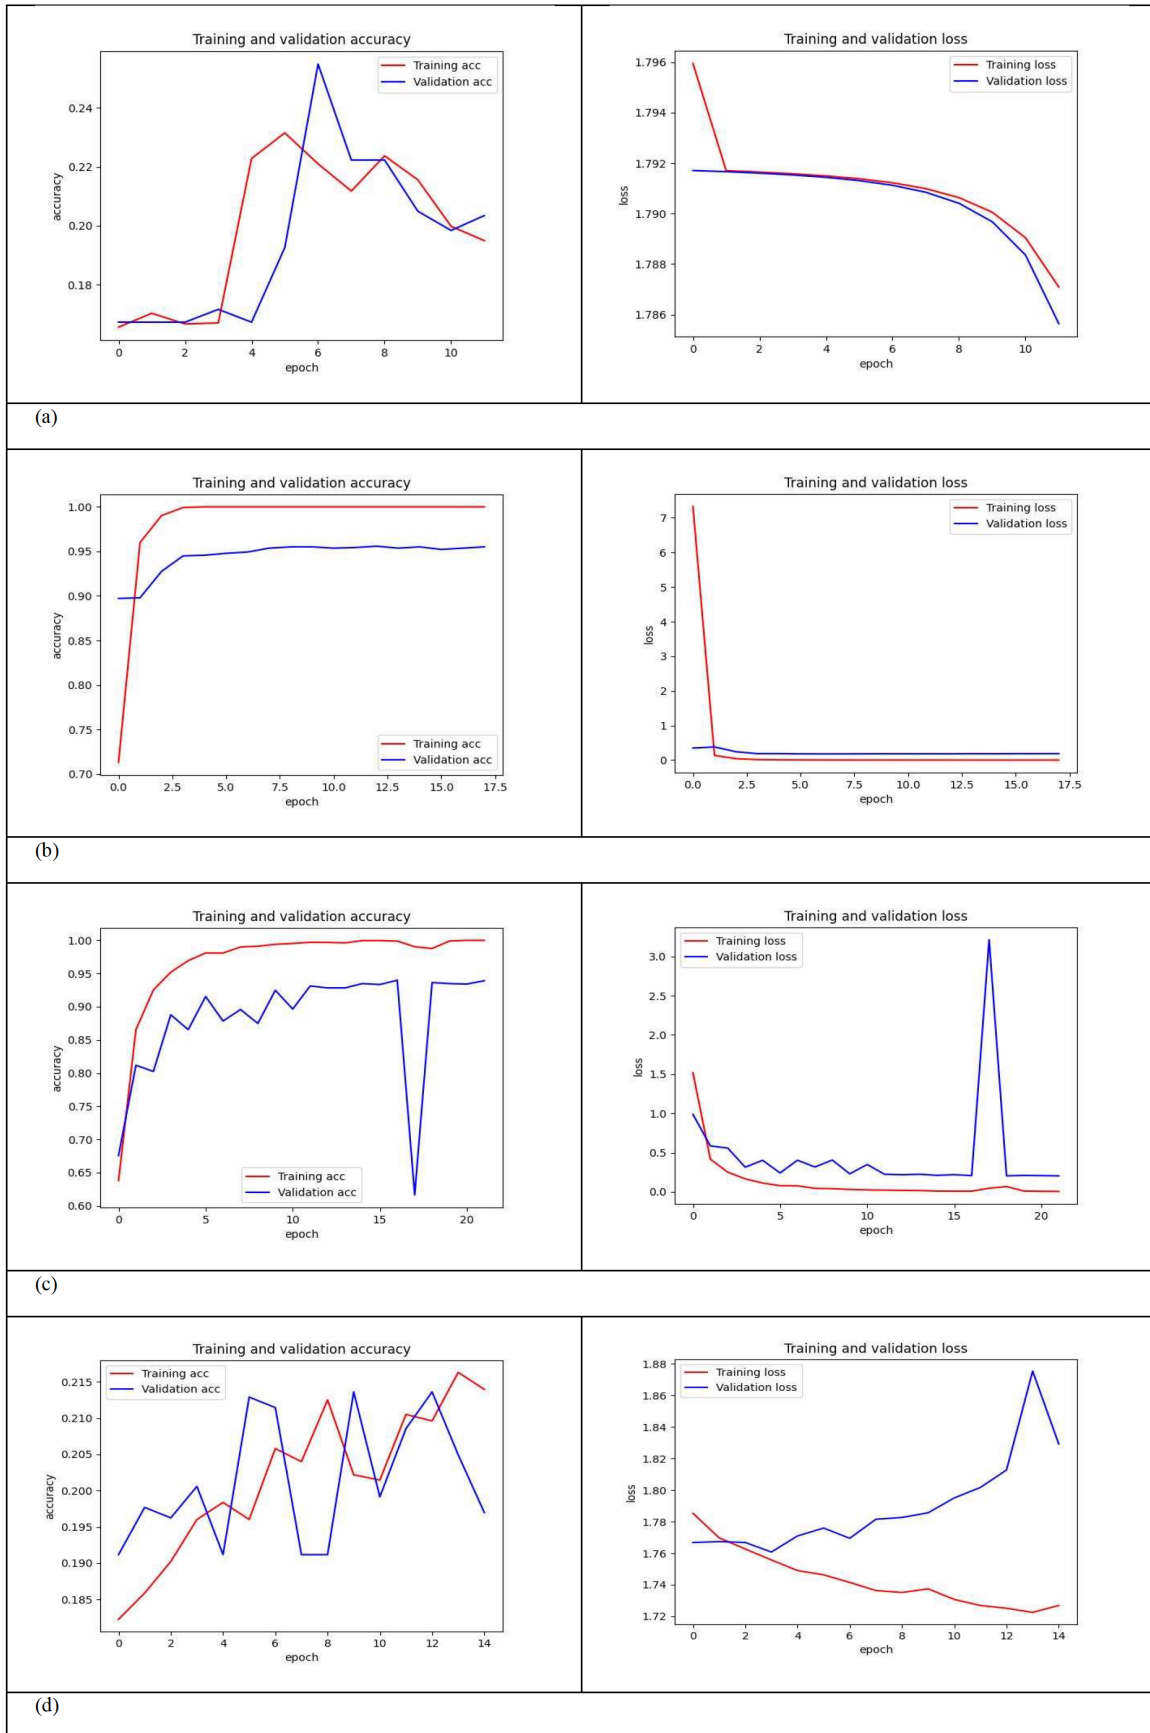 Training and validation accuracy
Training acc
Validation acc
0.24
0.22
0.20
0.18
accuracy
0 2 4 6 8 10
epoch
Training and validation loss
Training loss
Validation loss
1.796
1.794
1.792
1.790
1.788
1.786
loss
0 2 4 6 8 10
epoch
(a)
Training and validation accuracy
1.00
0.95
0.90
0.85
0.80
0.75
0.70
accuracy
Training acc
Validation acc
0.0 2.5 5.0 7.5 10.0 12.5 15.0 17.5
epoch
Training and validation loss
Training loss
Validation loss
7
6
5
4
3
2
1
0
loss
0.0 2.5 5.0 7.5 10.0 12.5 15.0 17.5
epoch
(b)
Training and validation accuracy
1.00
0.95
0.90
0.85
0.80
0.75
0.70
0.65
0.60
accuracy
Training acc
Validation acc
0 5 10 15 20
epoch
Training and validation loss
Training loss
Validation loss
3.0
2.5
2.0
1.5
1.0
0.5
0.0
loss
0 5 10 15 20
epoch
(c)
Training and validation accuracy
Training acc
Validation acc
0.215
0.210
0.205
0.200
0.195
0.190
0.185
accuracy
0 2 4 6 8 10 12 14
epoch
Training and validation loss
Training loss
Validation loss
1.88
1.86
1.84
1.82
1.80
1.78
1.76
1.74
1.72
loss
0 2 4 6 8 10 12 14
epoch
(d)